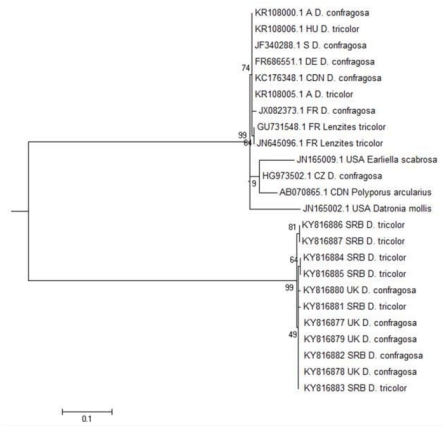 KR108000.1 A D. confragosa
KR108006.1 HU D. tricolor
JF340288.1 S D. confragosa
FR686551.1 DE D. confragosa
74
KC176348.1 CDN D. confragosa
KR108005.1 A D. tricolor
JX082373.1 FR D. confragosa
GU731548.1 FR Lenzites tricolor
99
64
JN645096.1 FR Lenzites tricolor
JN165009.1 USA Earliella scabrosa
HG973502.1 CZ D. confragosa
9
AB070865.1 CDN Polyporus arcularius
JN165002.1 USA Datronia mollis
81
KY816886 SRB D. tricolor
KY816887 SRB D. tricolor
64
KY816884 SRB D. tricolor
KY816885 SRB D. tricolor
99
KY816880 UK D. confragosa
KY816881 SRB D. tricolor
KY816877 UK D. confragosa
49
KY816879 UK D. confragosa
KY816882 SRB D. confragosa
KY816878 UK D. confragosa
KY816883 SRB D. tricolor
0.1